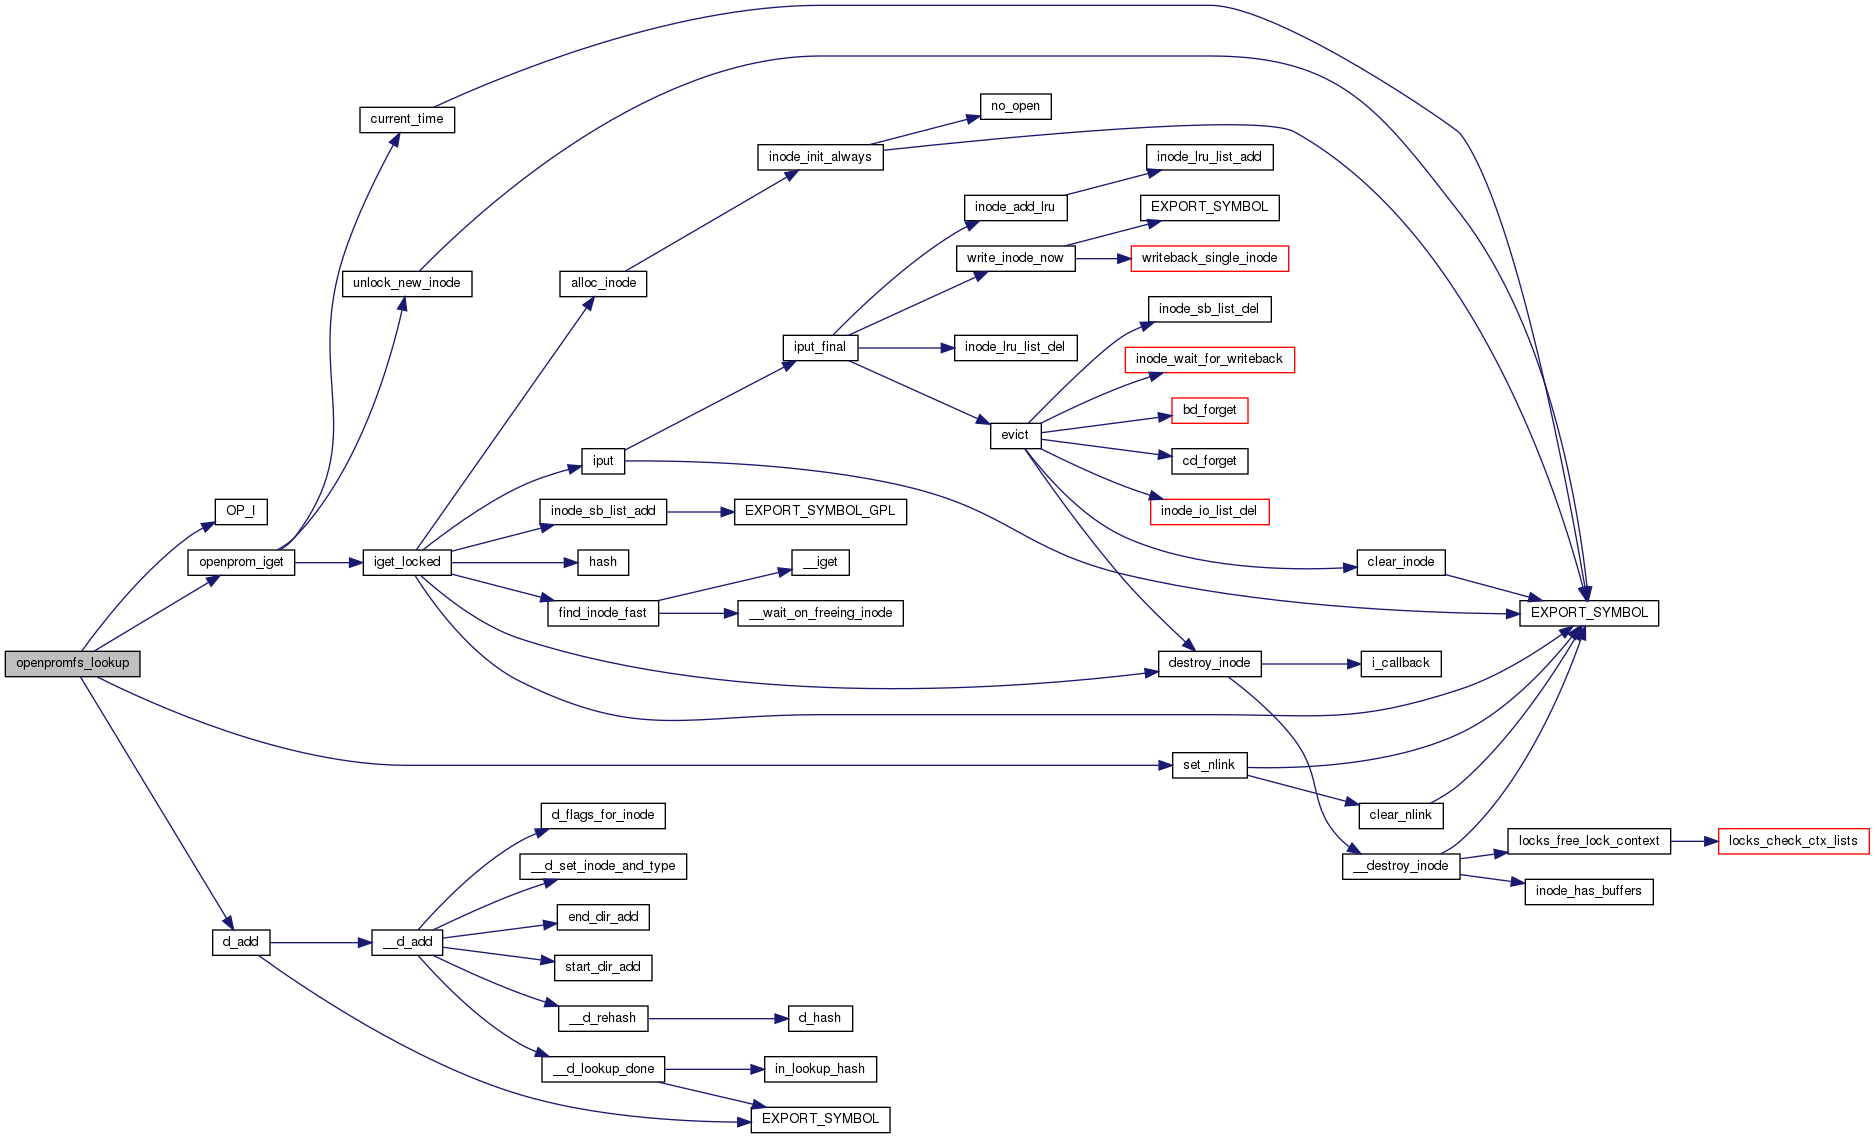 current_time
no_open
inode_init_always
inode_lru_list_add
inode_add_lru
EXPORT_SYMBOL
write_inode_now
writeback_single_inode
unlock_new_inode
alloc_inode
inode_sb_list_del
iput_final
inode_lru_list_del
inode_wait_for_writeback
bd_forget
evict
iput
cd_forget
OP_I
inode_sb_list_add
EXPORT_SYMBOL_GPL
inode_io_list_del
openprom_iget
iget_locked
hash
__iget
clear_inode
find_inode_fast
__wait_on_freeing_inode
EXPORT_SYMBOL
openpromfs_lookup
destroy_inode
i_callback
set_nlink
d_flags_for_inode
clear_nlink
locks_free_lock_context
locks_check_ctx_lists
__d_set_inode_and_type
__destroy_inode
inode_has_buffers
end_dir_add
d_add
__d_add
start_dir_add
__d_rehash
d_hash
__d_lookup_done
in_lookup_hash
EXPORT_SYMBOL